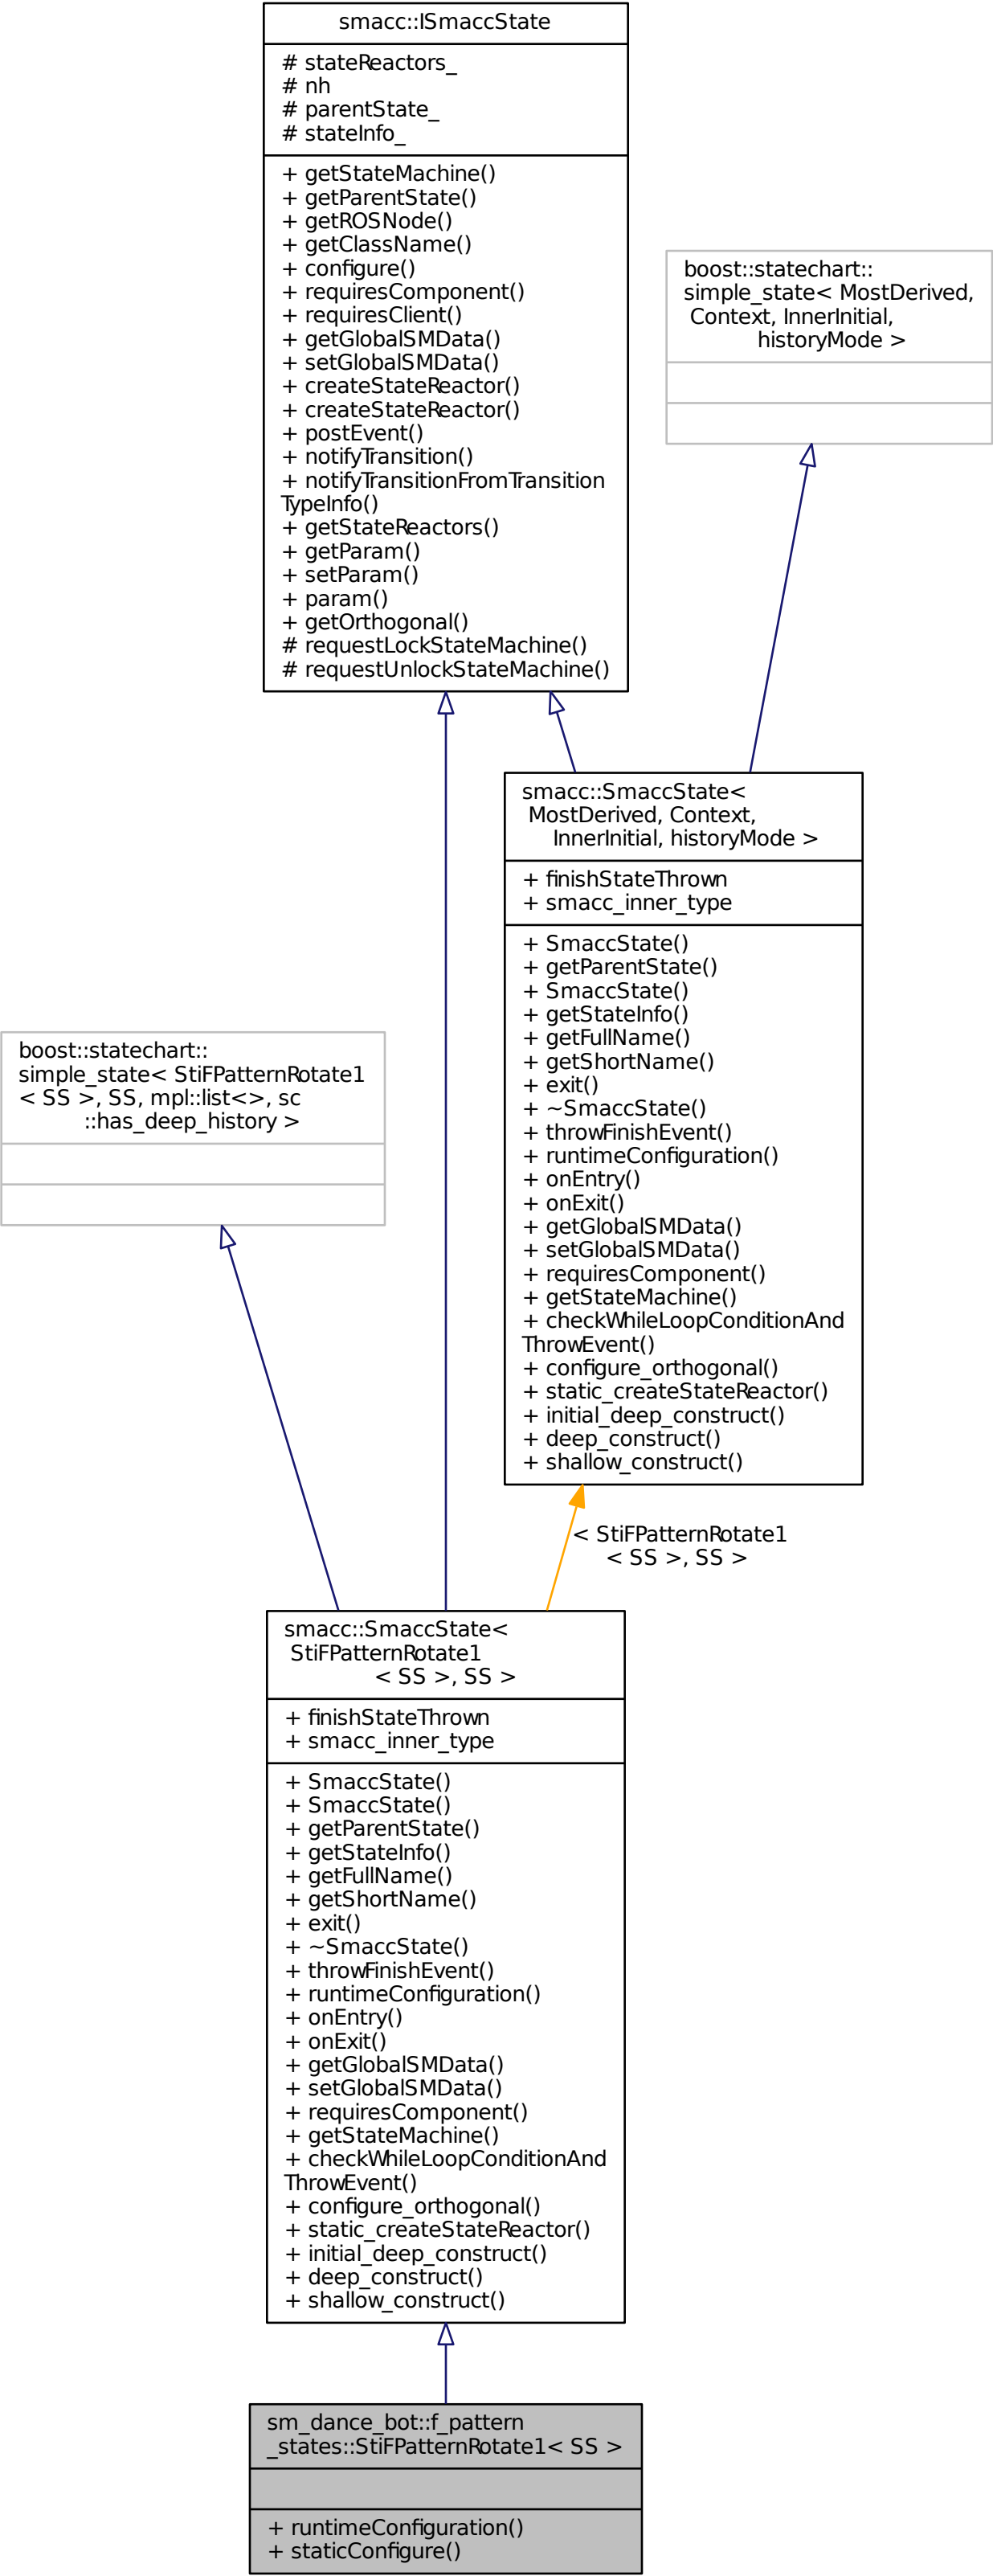 smacc::ISmaccState
# stateReactors_
# nh
# parentState_
# stateInfo_
+ getStateMachine()
+ getParentState()
+ getROSNode()
+ getClassName()
+ configure()
+ requiresComponent()
+ requiresClient()
+ getGlobalSMData()
+ setGlobalSMData()
+ createStateReactor()
+ createStateReactor()
+ postEvent()
+ notifyTransition()
+ notifyTransitionFromTransition
TypeInfo()
+ getStateReactors()
+ getParam()
+ setParam()
+ param()
+ getOrthogonal()
# requestLockStateMachine()
# requestUnlockStateMachine()
boost::statechart::
simple_state< MostDerived,
Context, InnerInitial,
historyMode >
smacc::SmaccState<
MostDerived, Context,
InnerInitial, historyMode >
+ finishStateThrown
+ smacc_inner_type
+ SmaccState()
+ getParentState()
+ SmaccState()
+ getStateInfo()
+ getFullName()
+ getShortName()
+ exit()
+ ~SmaccState()
+ throwFinishEvent()
+ runtimeConfiguration()
+ onEntry()
+ onExit()
+ getGlobalSMData()
+ setGlobalSMData()
+ requiresComponent()
+ getStateMachine()
+ checkWhileLoopConditionAnd
ThrowEvent()
+ configure_orthogonal()
+ static_createStateReactor()
+ initial_deep_construct()
+ deep_construct()
+ shallow_construct()
boost::statechart::
simple_state< StiFPatternRotate1
< SS >, SS, mpl::list<>, sc
::has_deep_history >
< StiFPatternRotate1
< SS >, SS >
smacc::SmaccState<
StiFPatternRotate1
< SS >, SS >
+ finishStateThrown
+ smacc_inner_type
+ SmaccState()
+ SmaccState()
+ getParentState()
+ getStateInfo()
+ getFullName()
+ getShortName()
+ exit()
+ ~SmaccState()
+ throwFinishEvent()
+ runtimeConfiguration()
+ onEntry()
+ onExit()
+ getGlobalSMData()
+ setGlobalSMData()
+ requiresComponent()
+ getStateMachine()
+ checkWhileLoopConditionAnd
ThrowEvent()
+ configure_orthogonal()
+ static_createStateReactor()
+ initial_deep_construct()
+ deep_construct()
+ shallow_construct()
sm_dance_bot::f_pattern
_states::StiFPatternRotate1< SS >
+ runtimeConfiguration()
+ staticConfigure()